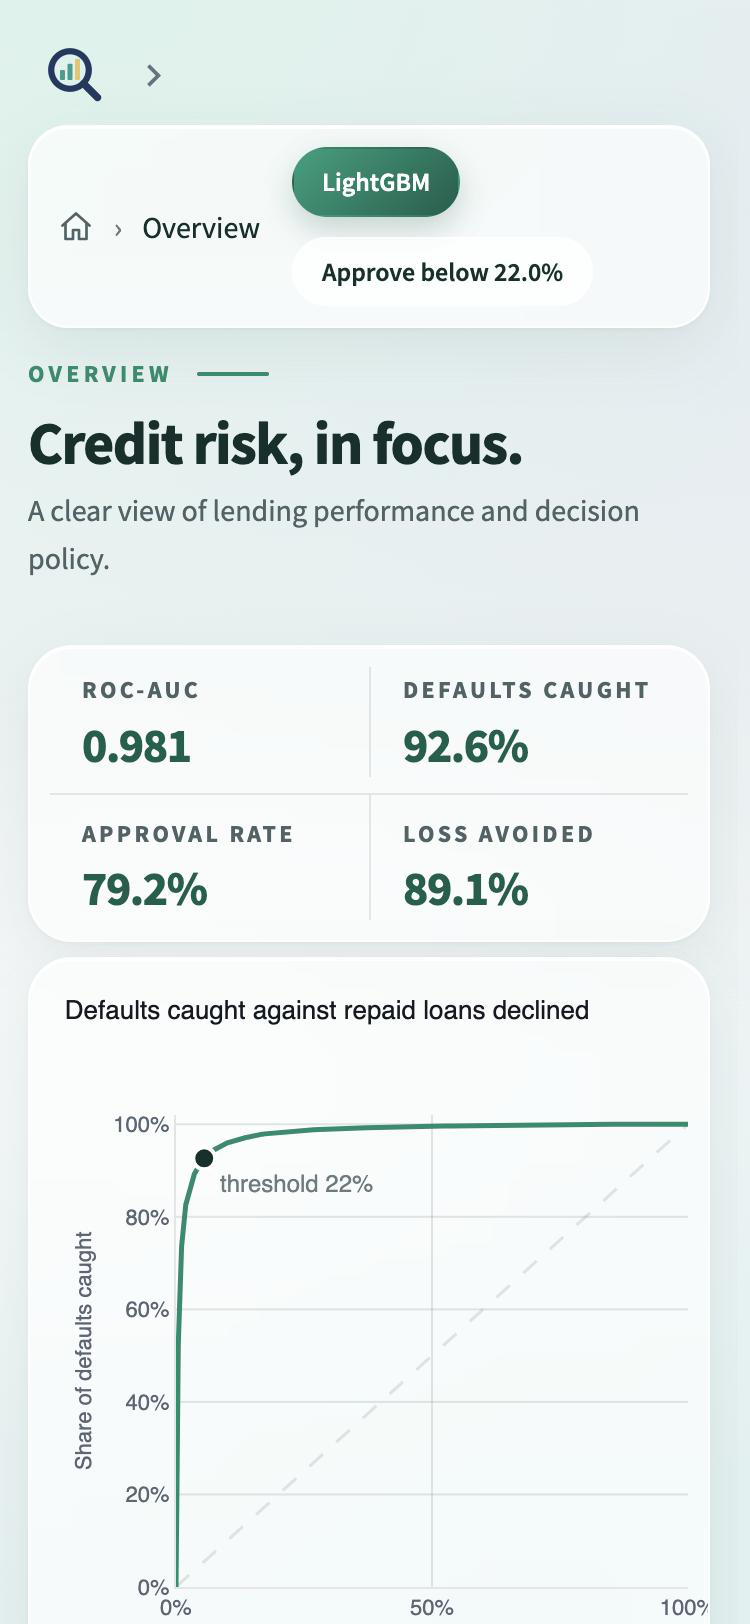 LightGBM
› Overview
Approve below 22.0%
OVERVIEW
Credit risk, in focus.
A clear view of lending performance and decision
policy.
ROC-AUC
0.981
DEFAULTS CAUGHT
92.6%
APPROVAL RATE
79.2%
LOSS AVOIDED
89.1%
Defaults caught against repaid loans declined
100%
threshold 22%
80%
60%
40%
20%
0%
Share of defaults caught
0%
50%
100%